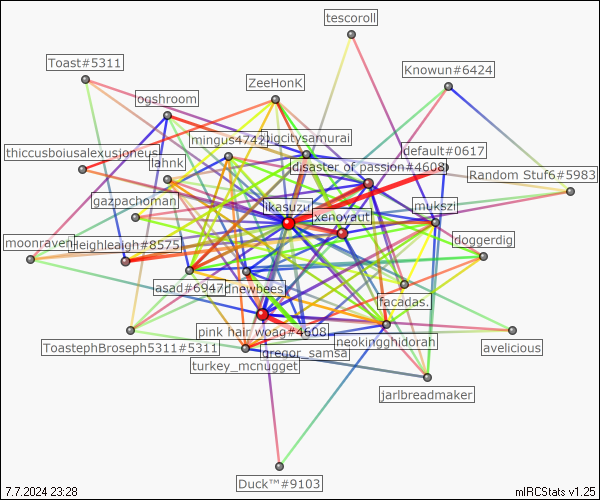 tescoroll
Toast#5311
Knowun#6424
ZeeHonK
ogshroom
mingus4742
bigcitysamurai
default#0617
thiccusboiusalexusioneus
lahnk
disaster of passion#4608
Random Stuf6#5983
gazpachoman
ikasuzu
xenoyaut
mukszi
moonraven
Heighleaigh#8575
doggerdig
asad#6947
dnewbees
facadas.
pink hair woag#4608
neokingghidorah
ToastephBroseph5311#5311
gregor_samsa
avelicious
turkey_mcnugget
jarlbreadmaker
Duck™#9103
7.7.2024 23:28
mIRCStats v1.25